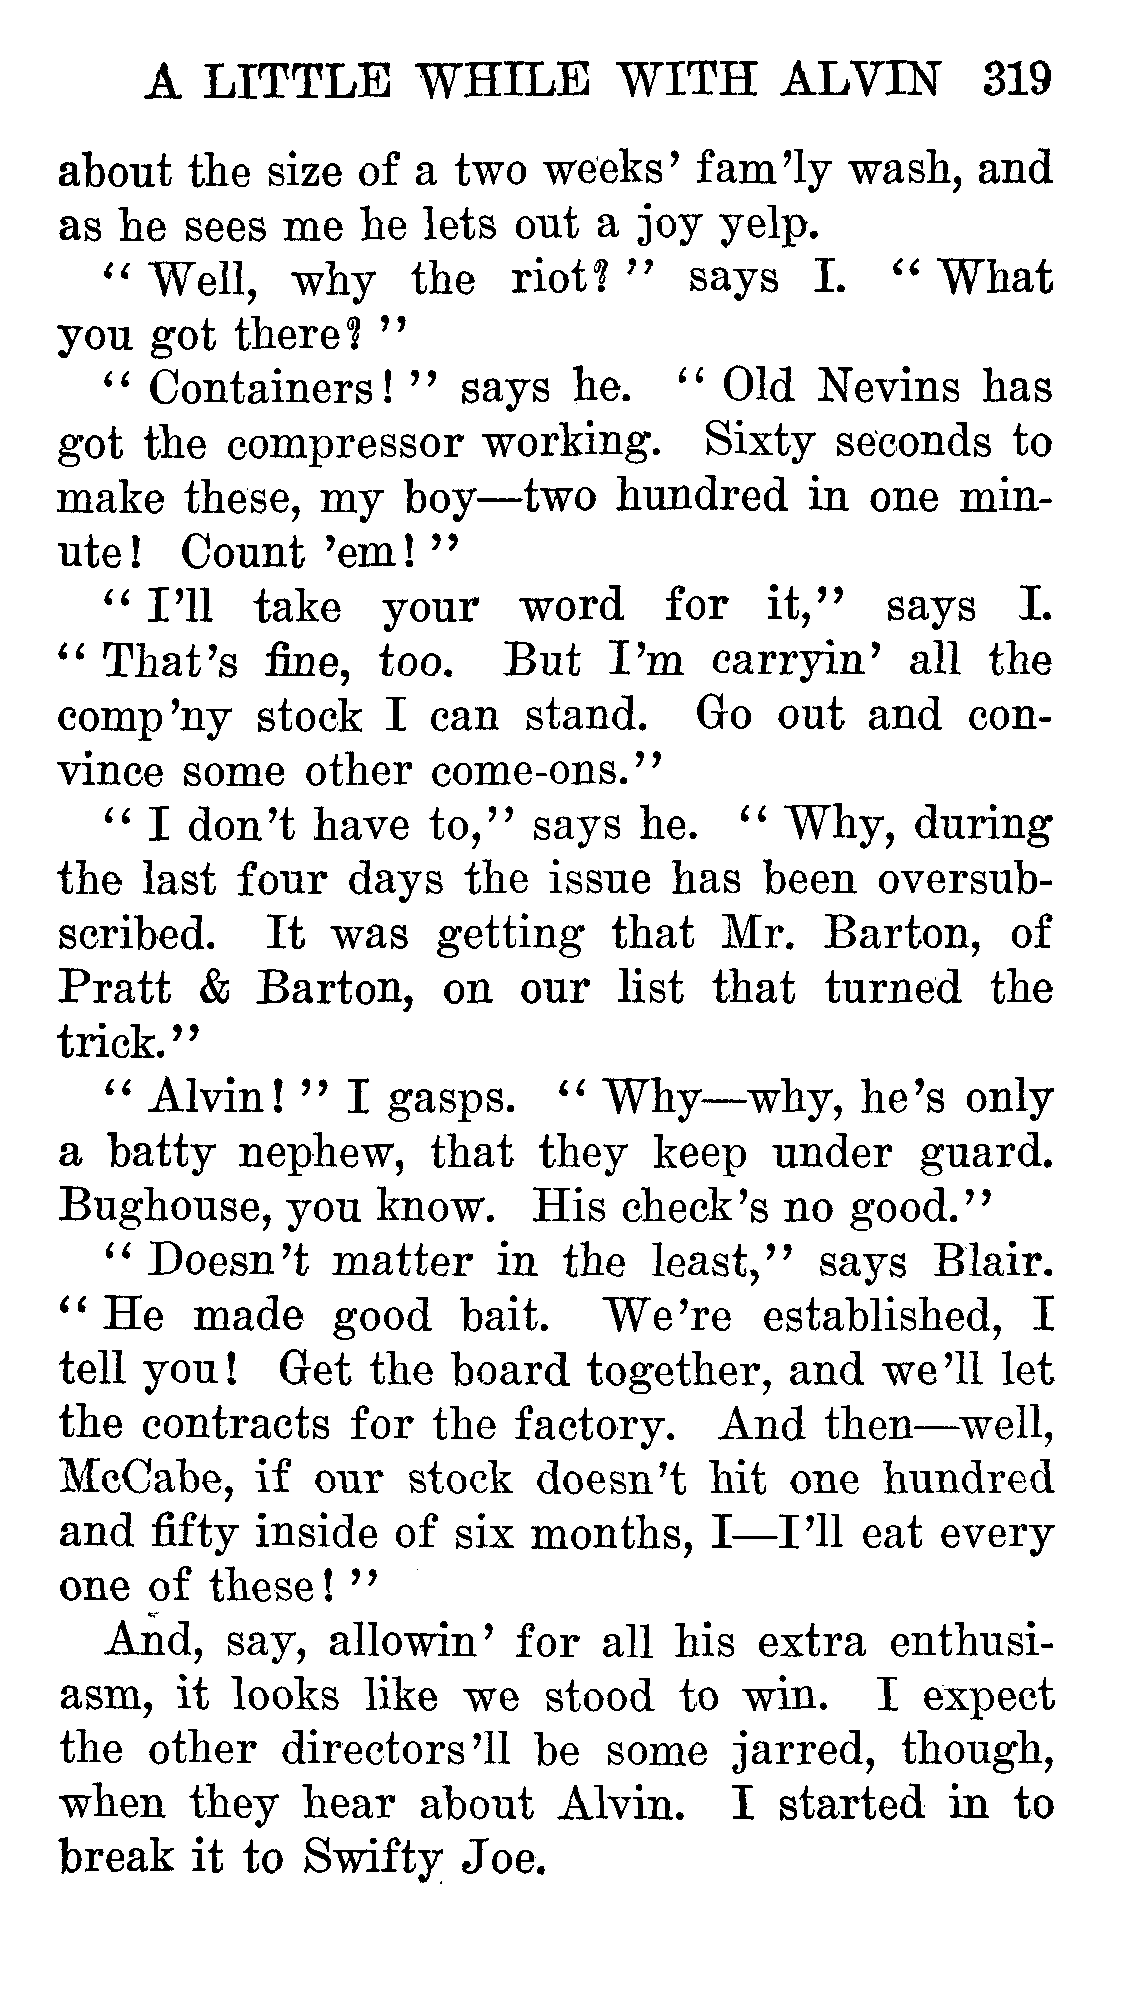 A LITTLE WHILE WITH ALVIN 319
about the size of a two weeks' fam'ly wash, and
as he sees me he lets out a joy yelp.
"Well, why the riot?" says I. "What
you got there?"
"Containers!" says he. "Old Nevins has
got the compressor working. Sixty seconds to
make these, my boy—two hundred in one min-
ute! Count 'em!"
"I'll take your word for it," says I.
"That's fine, too. But I'm carryin' all the
comp'ny stock I can stand. Go out and con-
vince some other come-ons."
"I don't have to," says he. "Why, during
the last four days the issue has been oversub-
scribed. It was getting that Mr. Barton, of
Pratt & Barton, on our list that turned the
trick."
"Alvin!" I gasps. "Why—why, he's only
a batty nephew, that they keep under guard.
Bughouse, you know. His check's no good."
"Doesn't matter in the least," says Blair.
"He made good bait. We're established, I
tell you! Get the board together, and we'll let
the contracts for the factory. And then—well,
McCabe, if our stock doesn't hit one hundred
and fifty inside of six months, I—I'll eat every
one of these!"
And, say, allowin' for all his extra enthusi-
asm, it looks like we stood to win. I expect
the other directors'll be some jarred, though,
when they hear about Alvin. I started in to
break it to Swifty Joe.